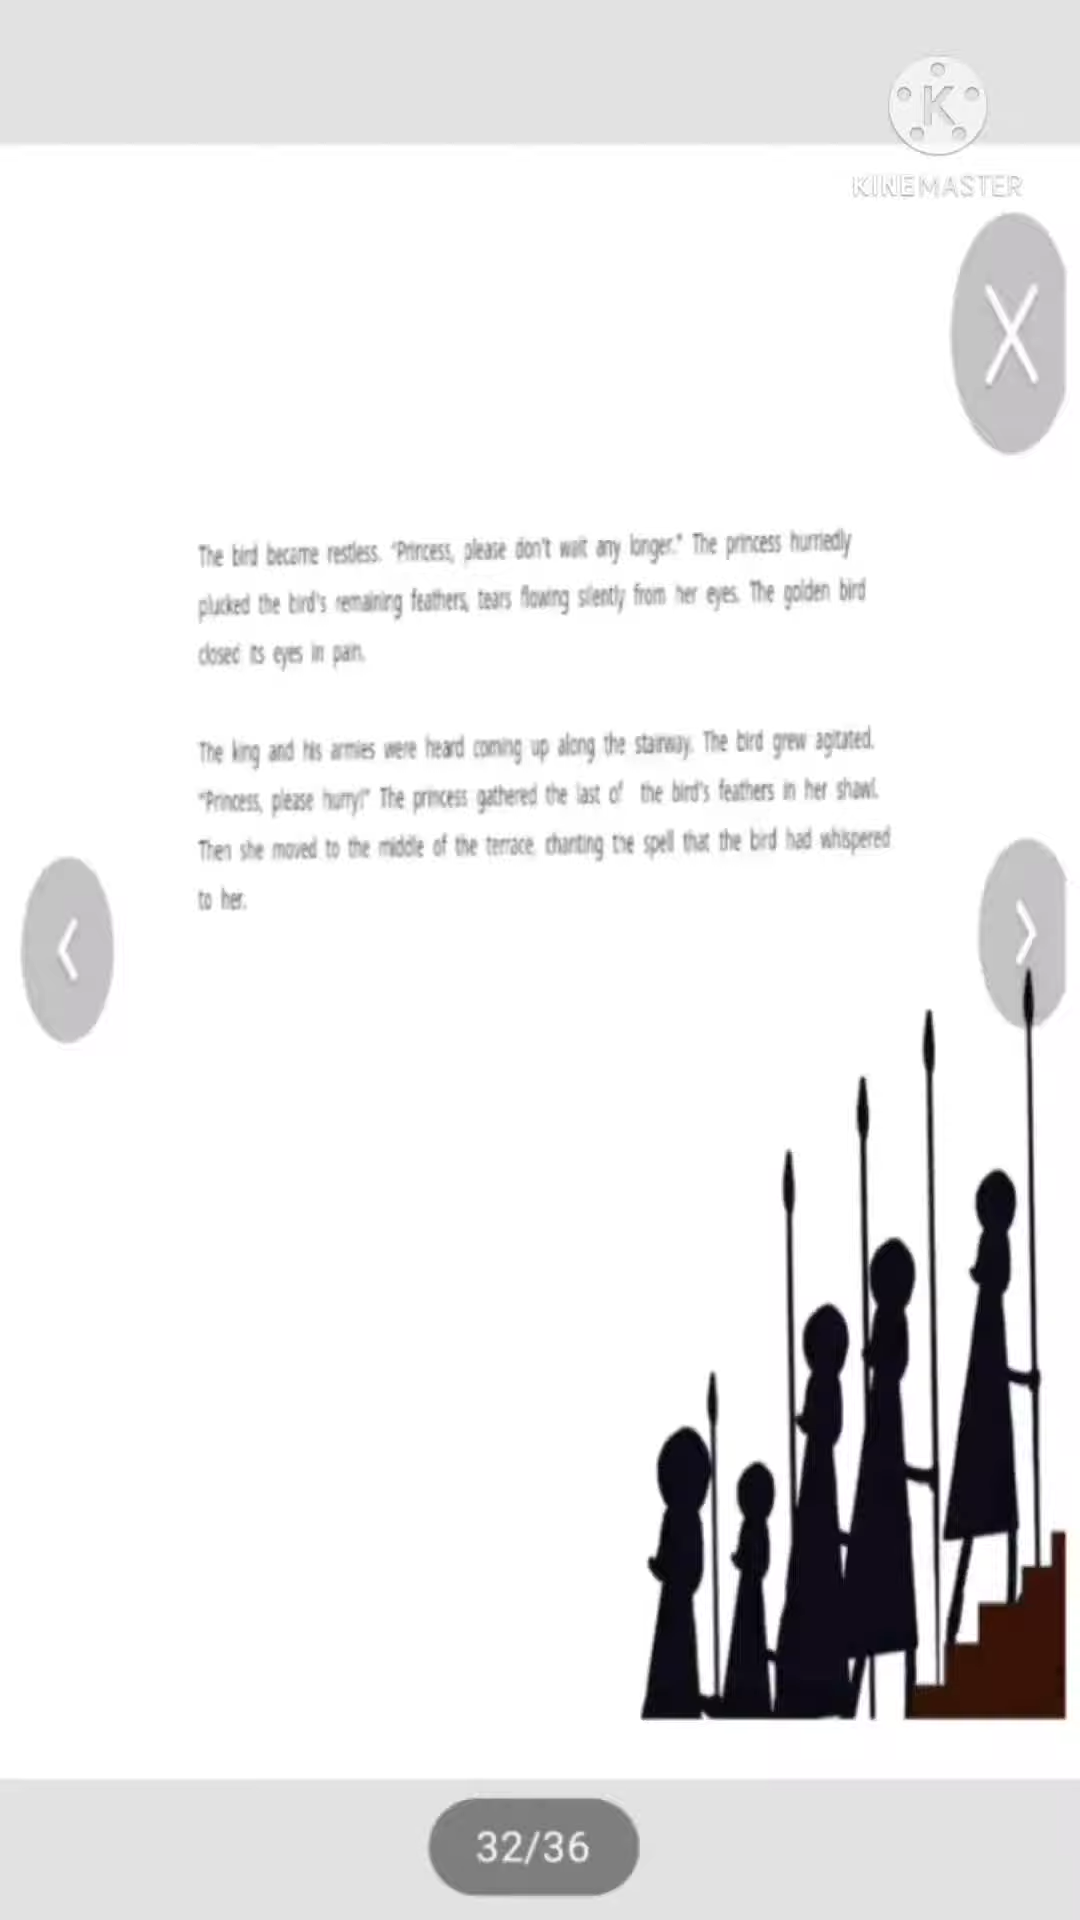 K
KINEMASTER
X
The bird became restless. "Princess, please don't wait any longer." The princess hurriedly
plucked the bird's remaining feathers, tears flowing silently from her eyes. The golden bird
closed its eyes in pain.
The king and his armies were heard coming up along the stairway. The bird grew agitated.
"Princess, please hurry!" The princess gathered the last of the bird's feathers in her shawl.
Then she moved to the middle of the terrace, chanting the spell that the bird had whispered
to her.
32/36